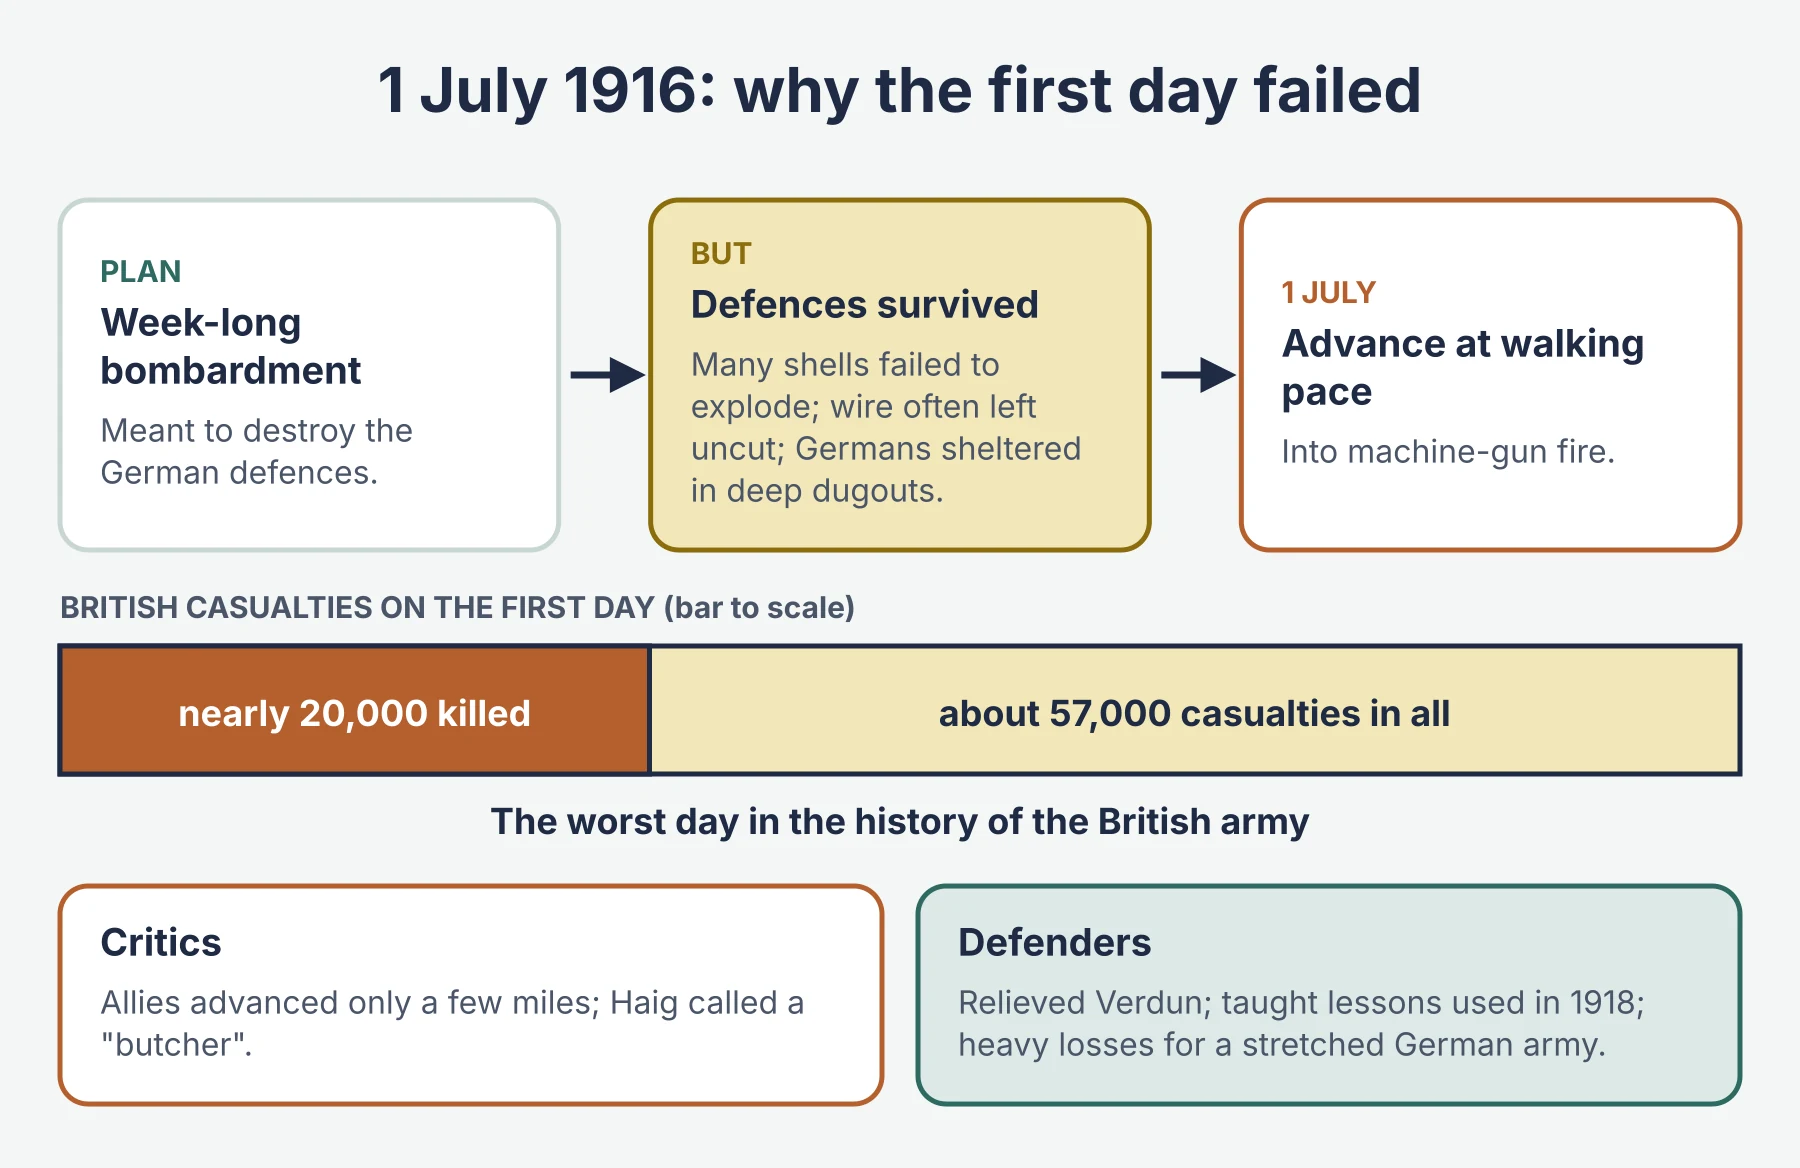 1 July 1916: why the first day failed
PLAN
Week-long
bombardment
Meant to destroy the
German defences.
BUT
Defences survived
Many shells failed to
explode; wire often left
uncut; Germans sheltered
in deep dugouts.
1 JULY
Advance at walking
pace
Into machine-gun fire.
BRITISH CASUALTIES ON THE FIRST DAY (bar to scale)
nearly 20,000 killed
about 57,000 casualties in all
The worst day in the history of the British army
Critics
Allies advanced only a few miles; Haig called a
"butcher".
Defenders
Relieved Verdun; taught lessons used in 1918;
heavy losses for a stretched German army.